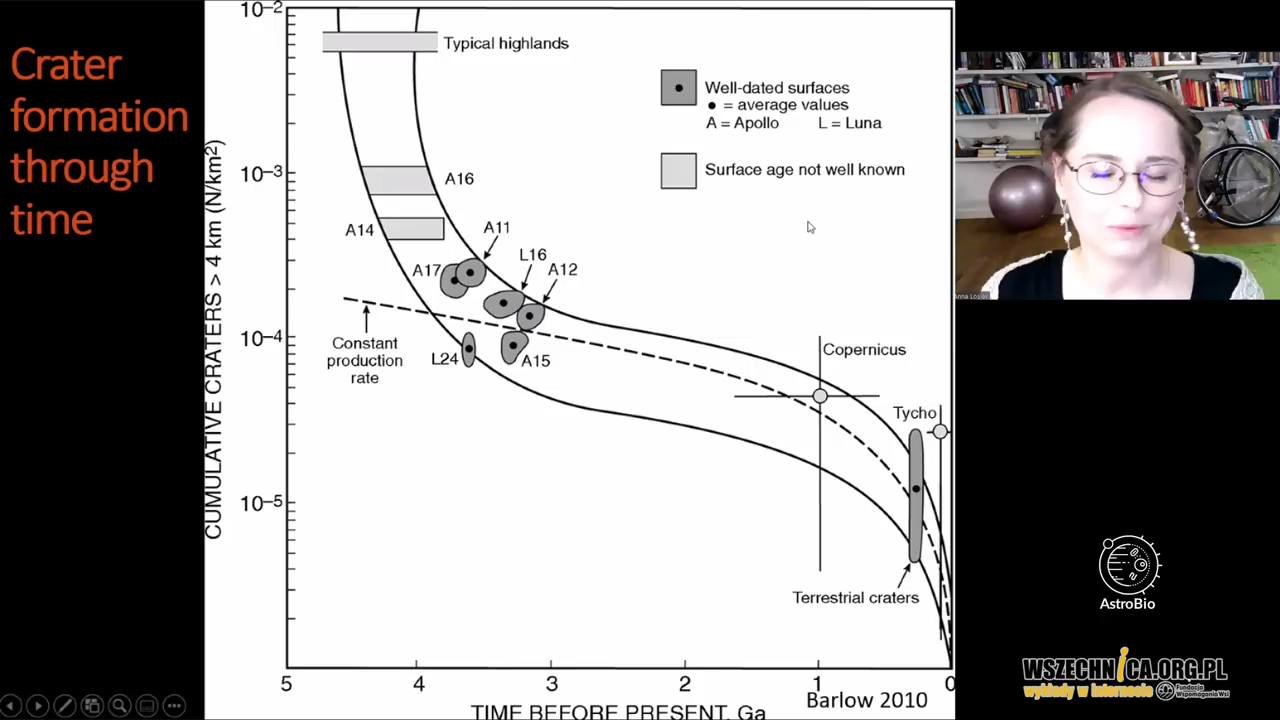 Crater
formation
through
time
CUMULATIVE CRATERS > 4 km (N/km²)
10–2
10–3
10–4
10–5
Typical highlands
Well-dated surfaces
• = average values
A = Apollo L = Luna
Surface age not well known
A16
A14
A11
A17
L16
A12
Constant
production
rate
L24
A15
Copernicus
Tycho
Terrestrial craters
5
4
3
2
1
0
Barlow 2010
TIME BEFORE PRESENT, Ga
AstroBio
WSZECHNICA.ORG.PL
wykłady w internecie
Fundacja
Wspomagania Wsi